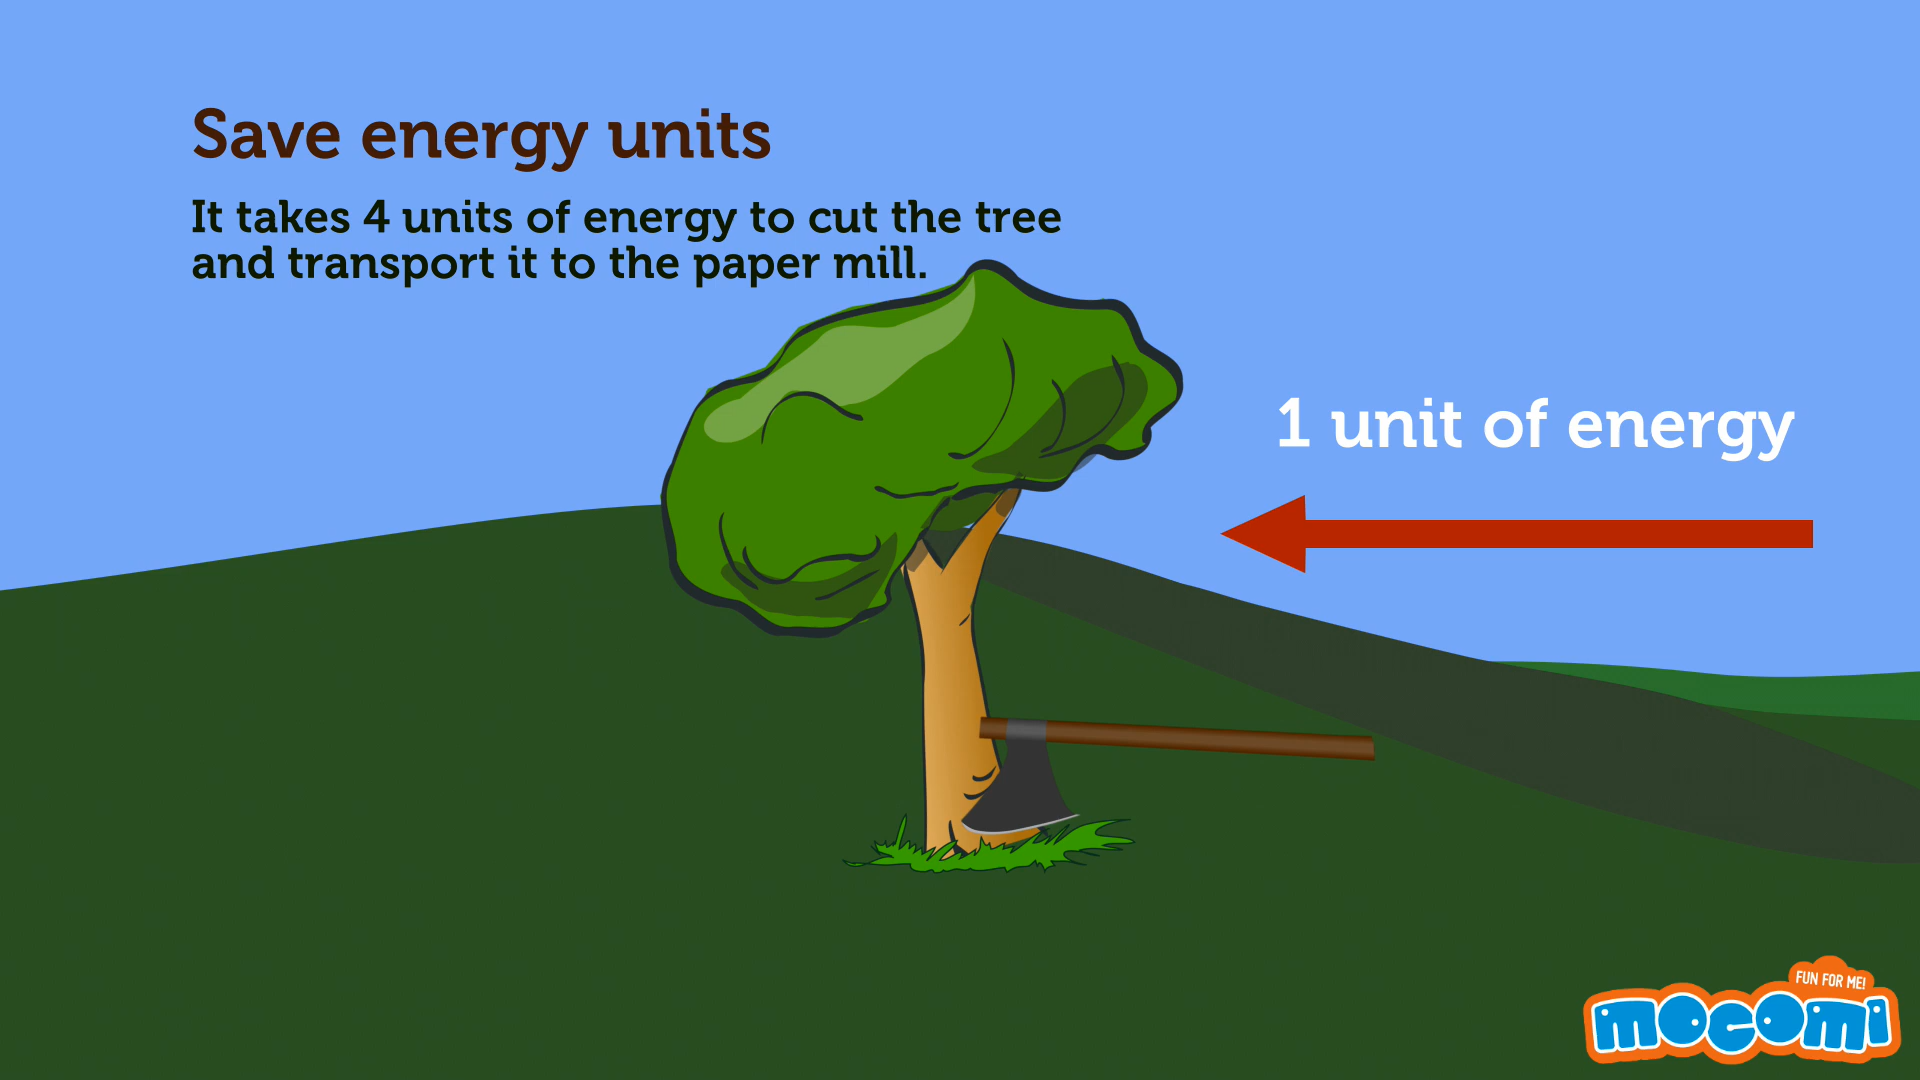 Save energy units
It takes 4 units of energy to cut the tree
and transport it to the paper mill.
1 unit of energy
FUN FOR ME!
mocomi